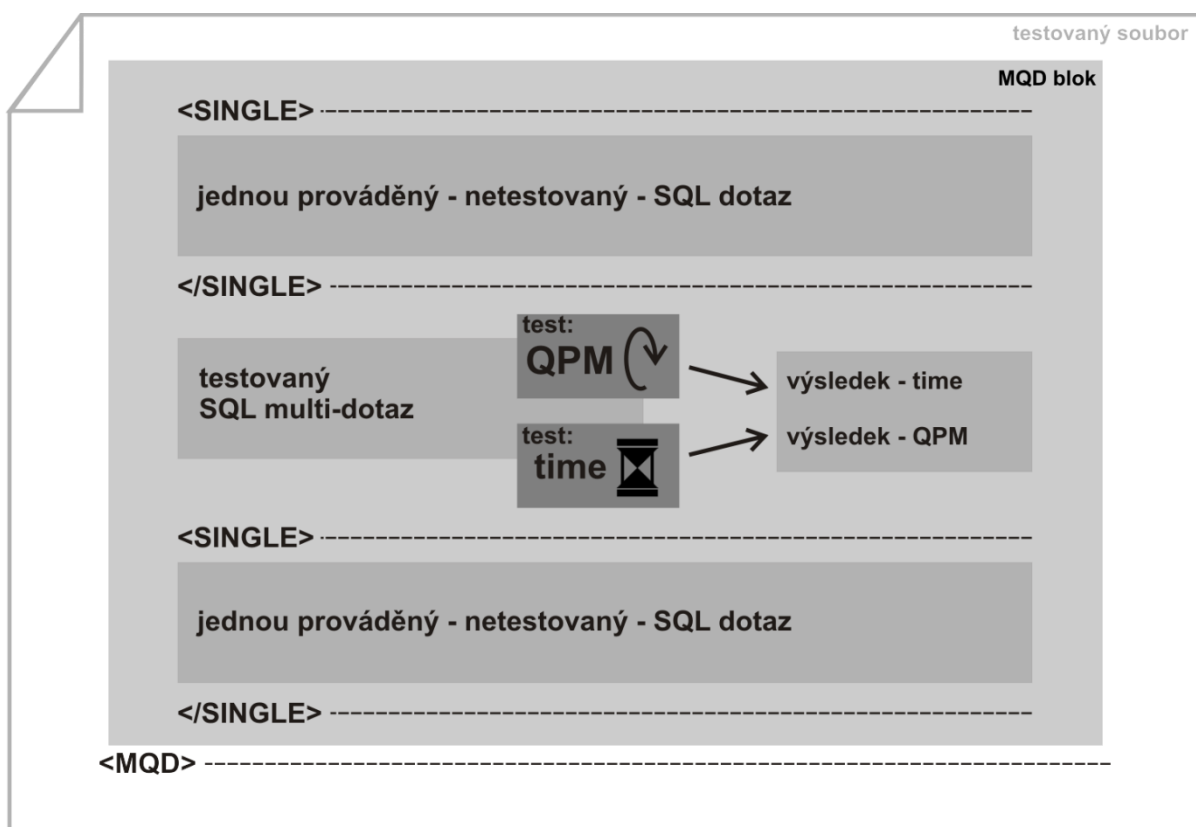 testovaný soubor
MQD blok
<SINGLE>
jednou prováděný - netestovaný - SQL dotaz
</SINGLE>
testovaný
SQL multi-dotaz
test:
QPM
test:
time
výsledek - time
výsledek - QPM
<SINGLE>
jednou prováděný - netestovaný - SQL dotaz
</SINGLE>
<MQD>